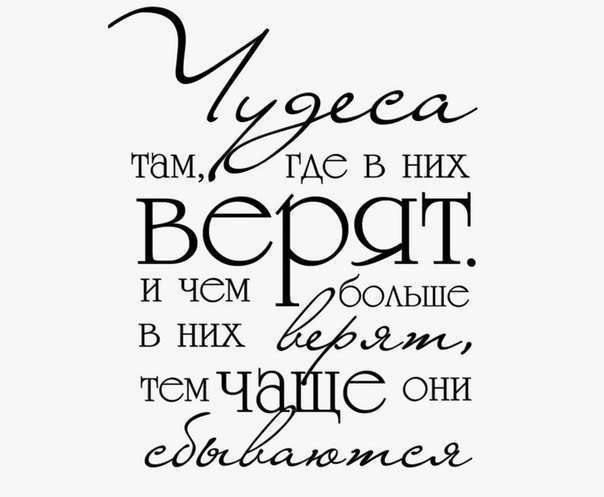 Чудеса
там, где в них
верят.
и чем больше
в них верят,
тем чаще они
сбываются